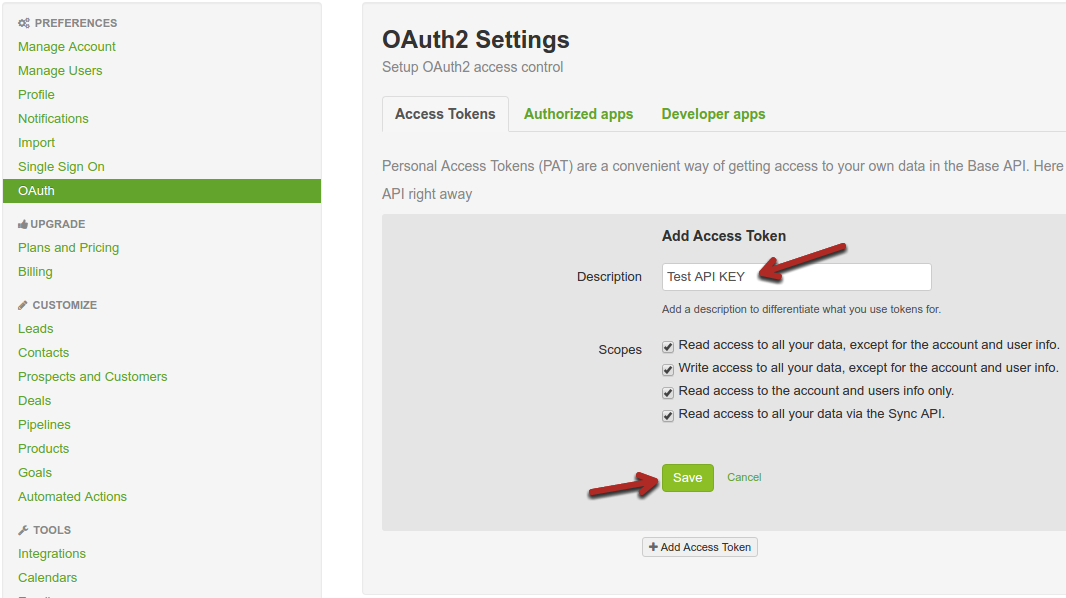 PREFERENCES
Manage Account
Manage Users
Profile
Notifications
Import
Single Sign On
OAuth
UPGRADE
Plans and Pricing
Billing
CUSTOMIZE
Leads
Contacts
Prospects and Customers
Deals
Pipelines
Products
Goals
Automated Actions
TOOLS
Integrations
Calendars
OAuth2 Settings
Setup OAuth2 access control
Access Tokens Authorized apps Developer apps
Personal Access Tokens (PAT) are a convenient way of getting access to your own data in the Base API. Here
API right away
Add Access Token
Description Test API KEY
Add a description to differentiate what you use tokens for.
Scopes Read access to all your data, except for the account and user info.
Write access to all your data, except for the account and user info.
Read access to the account and users info only.
Read access to all your data via the Sync API.
Save Cancel
Add Access Token